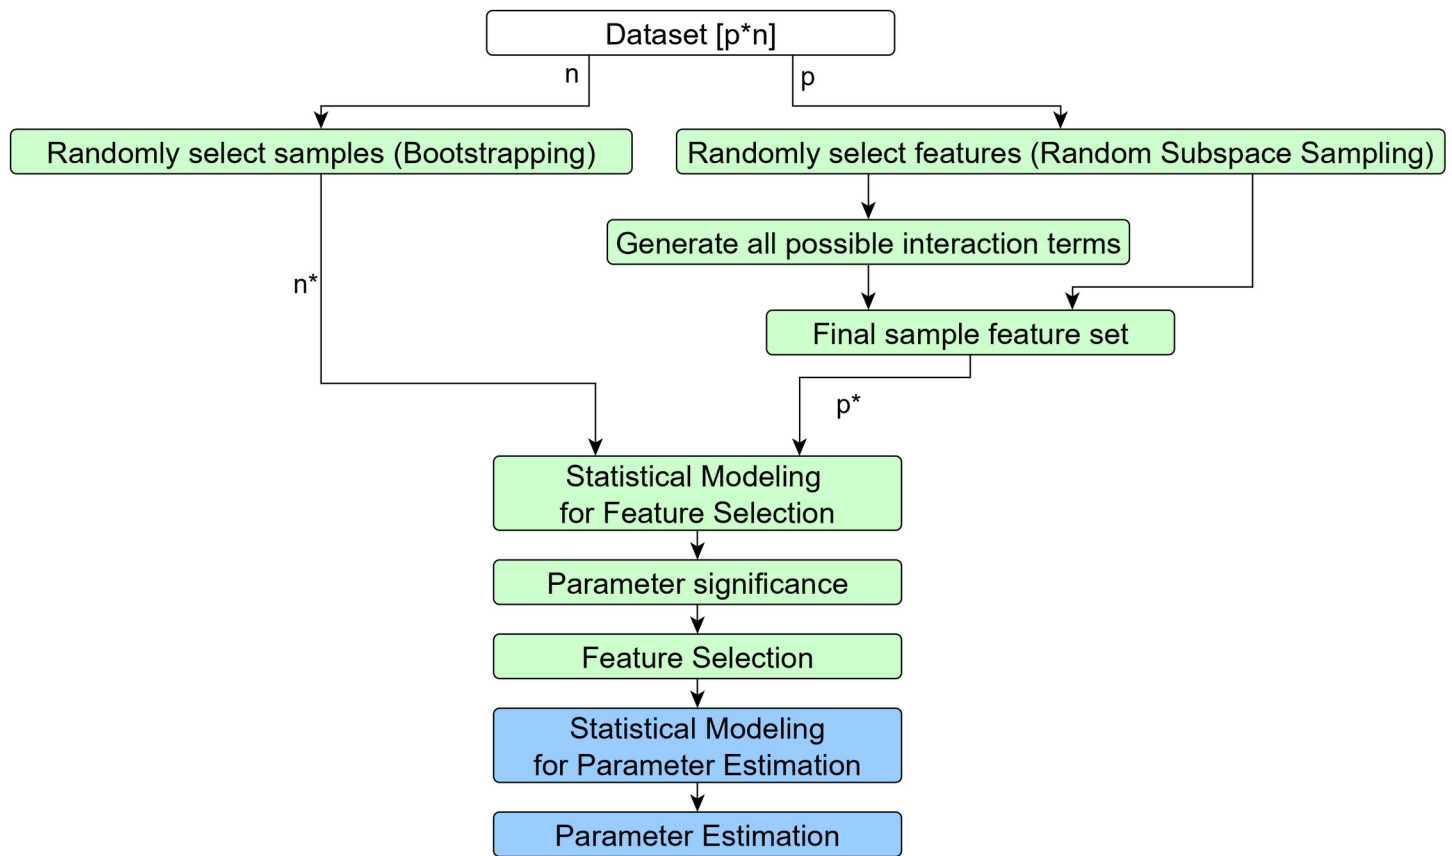 Dataset [p*n]
n
p
Randomly select samples (Bootstrapping)
Randomly select features (Random Subspace Sampling)
Generate all possible interaction terms
n*
Final sample feature set
p*
Statistical Modeling
for Feature Selection
Parameter significance
Feature Selection
Statistical Modeling
for Parameter Estimation
Parameter Estimation